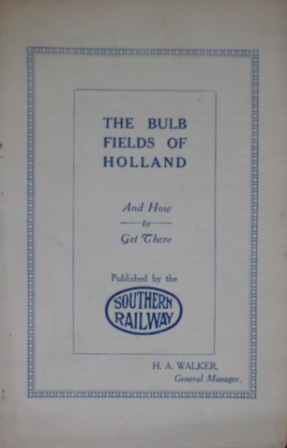 THE BULB
FIELDS OF
HOLLAND
And How
to
Get There
Published by the
SOUTHERN
RAILWAY
H. A. WALKER,
General Manager.